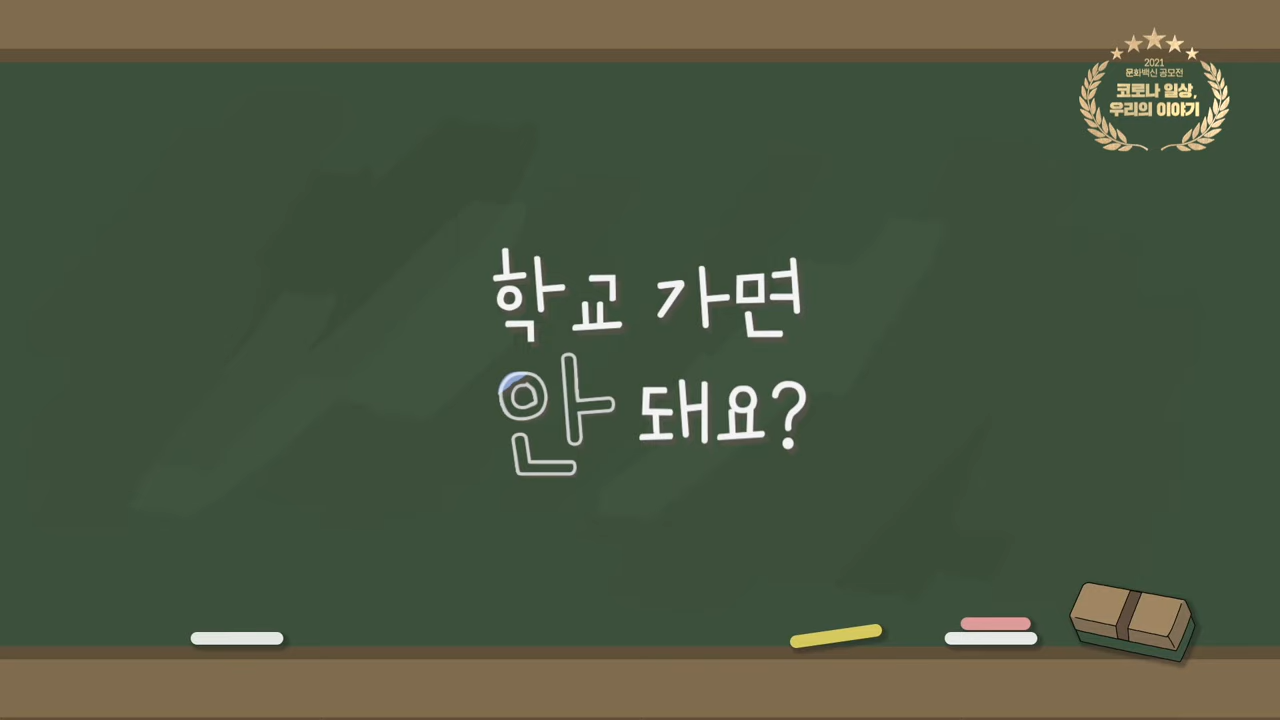 2021
문화백신 공모전
코로나 일상,
우리의 이야기
학교 가면
안 돼요?